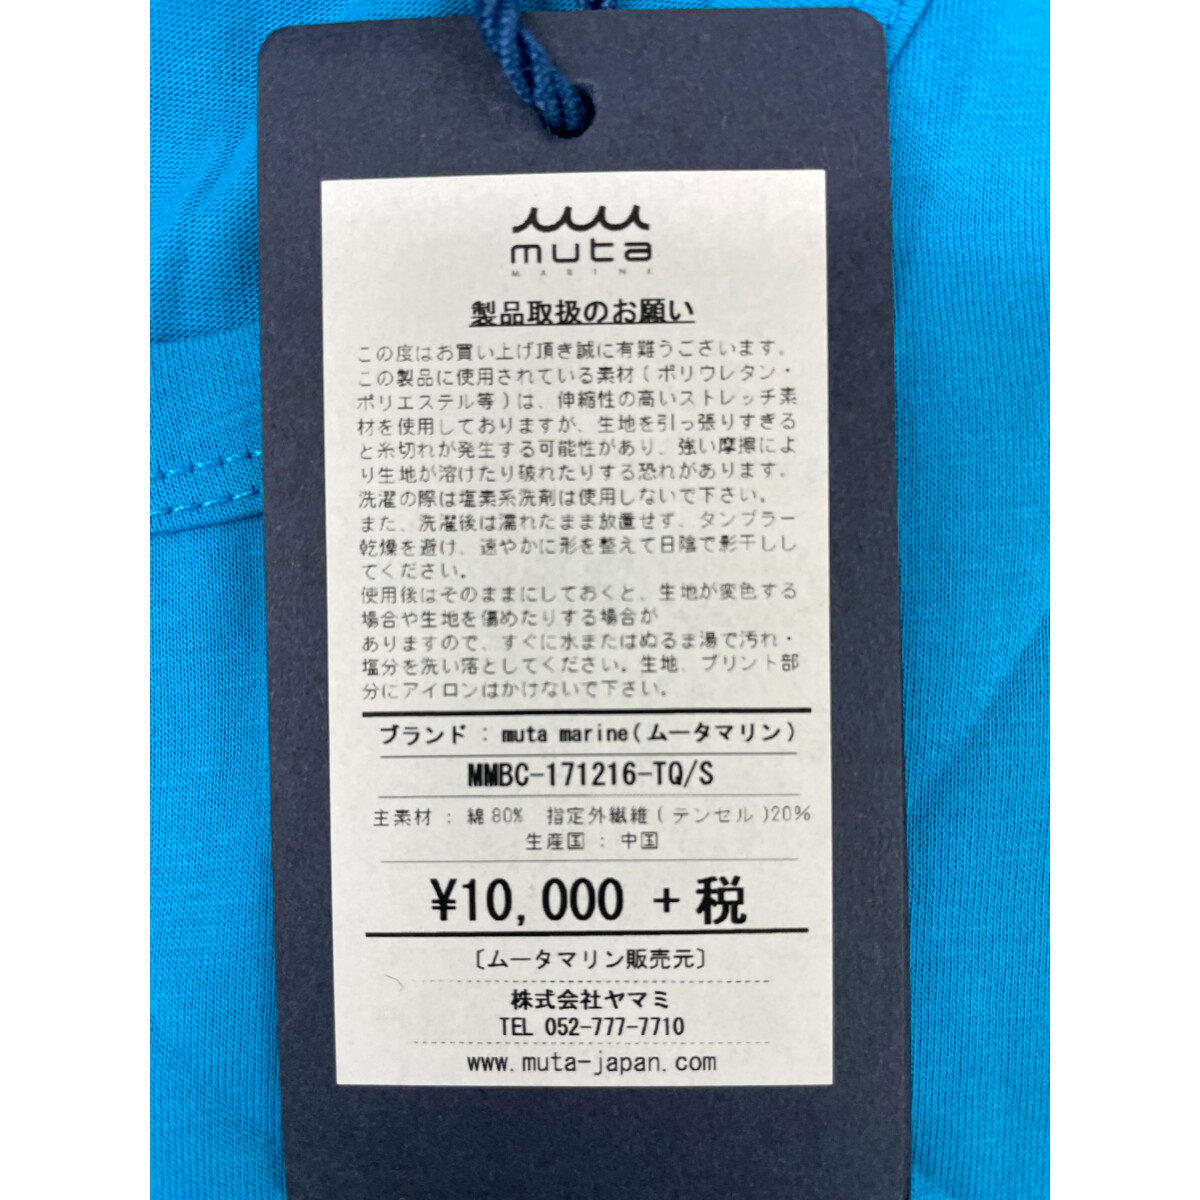 muta
MARINE
製品取扱のお願い
この度はお買い上げ頂き誠に有難うございます。
この製品に使用されている素材(ポリウレタン・
ポリエステル等)は、伸縮性の高いストレッチ素
材を使用しておりますが、生地を引っ張りすぎる
と糸切れが発生する可能性があり、強い摩擦によ
り生地が溶けたり破れたりする恐れがあります。
洗濯の際は塩素系洗剤は使用しないで下さい。
また、洗濯後は濡れたまま放置せず、タンブラー
乾燥を避け、速やかに形を整えて日陰で影干しし
てください。
使用後はそのままにしておくと、生地が変色する
場合や生地を傷めたりする場合が
ありますので、すぐに水またはぬるま湯で汚れ・
塩分を洗い落としてください。生地、プリント部
分にアイロンはかけないで下さい。
ブランド : muta marine(ムータマリン)
MMBC-171216-TQ/S
主素材 : 綿80% 指定外繊維(テンセル)20%
生産国 : 中国
¥10,000 +税
〔ムータマリン販売元〕
株式会社ヤマミ
TEL 052-777-7710
www.muta-japan.com